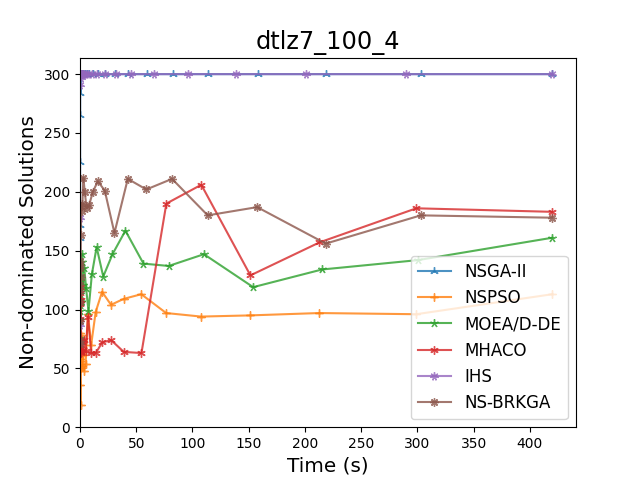 dtlz7_100_4
Non-dominated Solutions
300
250
200
150
100
50
0
0 50 100 150 200 250 300 350 400
Time (s)
NSGA-II
NSPSO
MOEA/D-DE
MHACO
IHS
NS-BRKGA